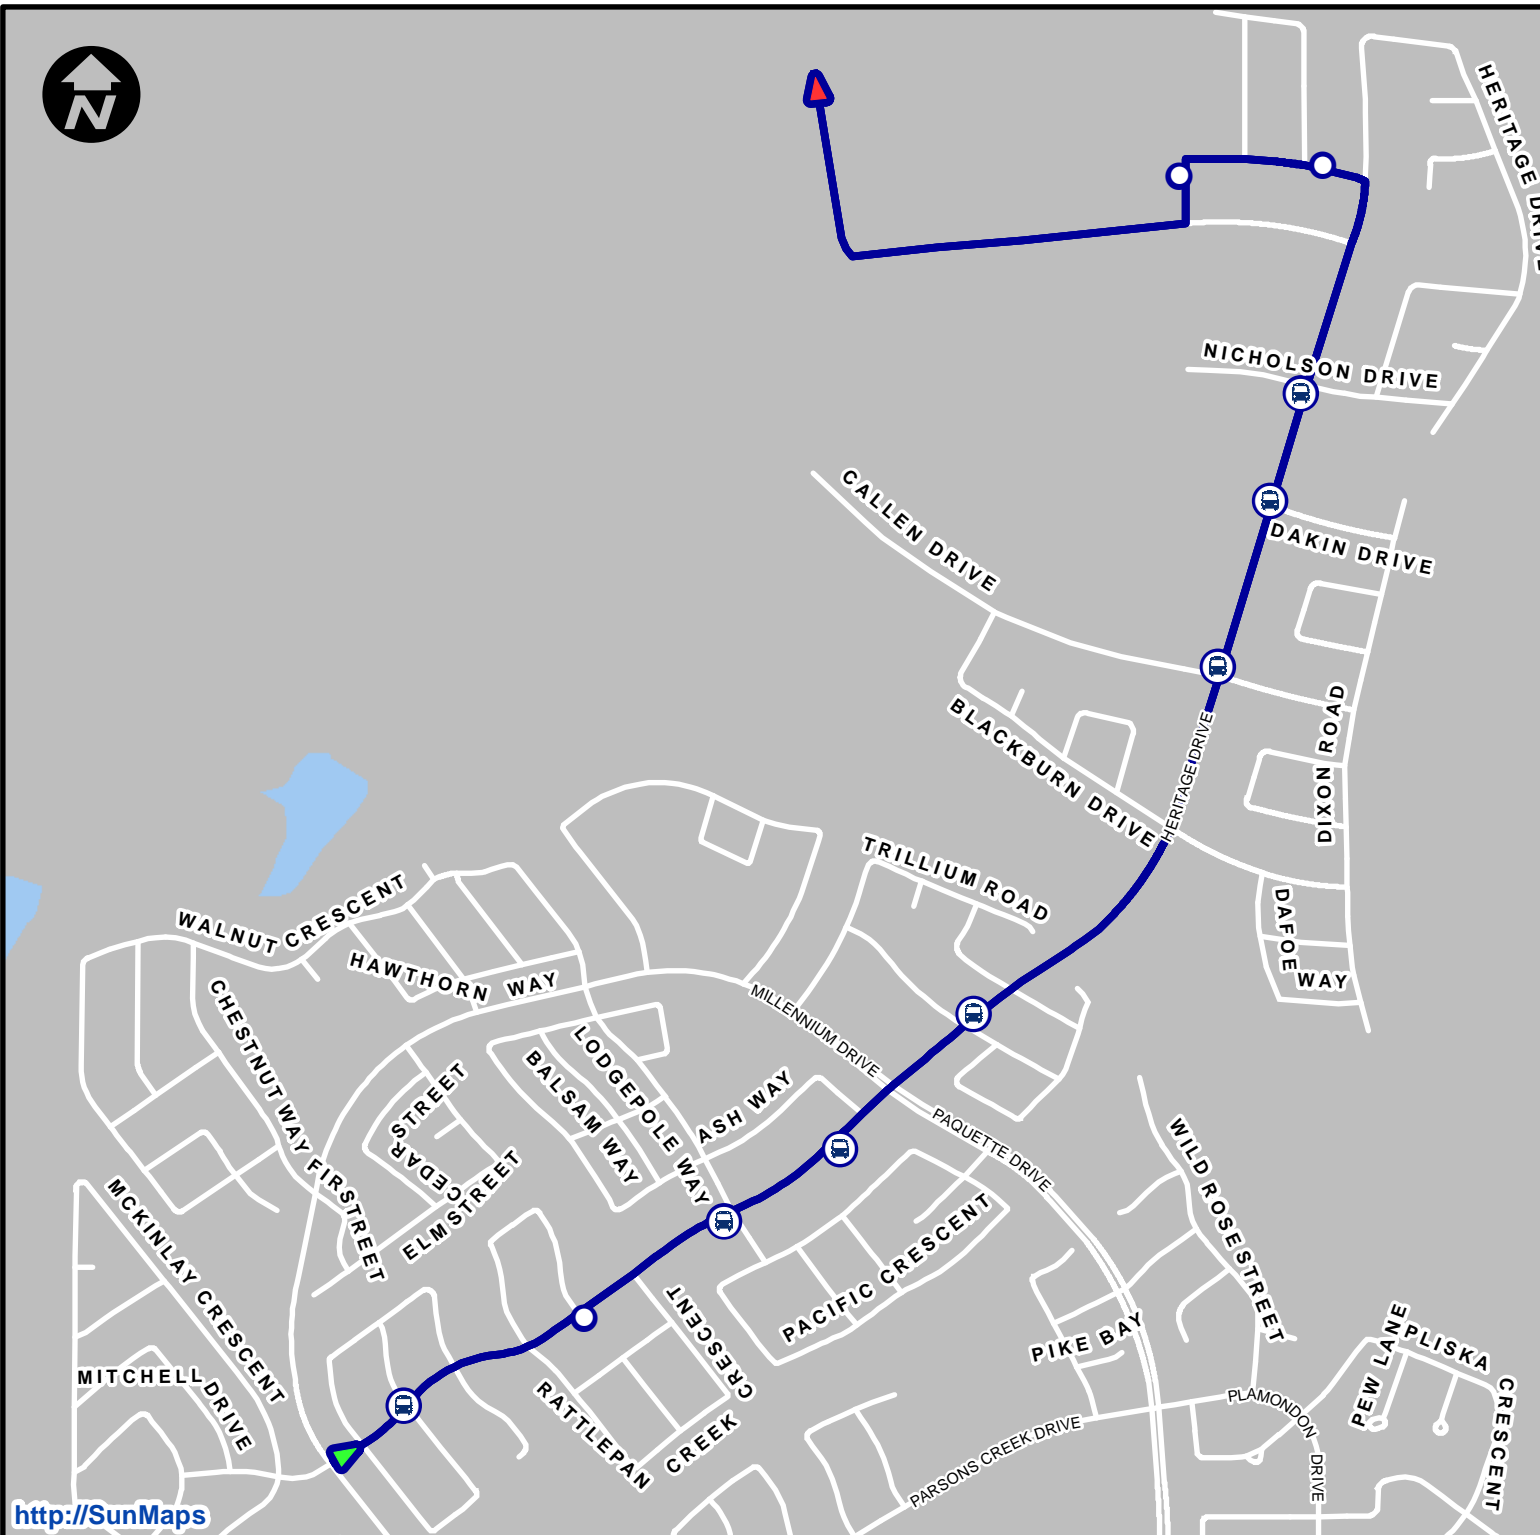 N
HERITAGE DRIVE
NICHOLSON DRIVE
CALLEN DRIVE
DAKIN DRIVE
BLACKBURN DRIVE
HERITAGE DRIVE
DIXON ROAD
TRILLIUM ROAD
WALNUT CRESCENT
DAFOE WAY
HAWTHORN WAY
CHESTNUT WAY
MILLENNIUM DRIVE
LODGEPOLE WAY
BALSAM WAY
ASH WAY
CEDAR STREET
PAQUETTE DRIVE
WILD ROSE STREET
ELM STREET
FIR STREET
MCKINLAY CRESCENT
PACIFIC CRESCENT
PIKE BAY
PEW LANE
PLISKA CRESCENT
MITCHELL DRIVE
RATTLEPAN CREEK CRESCENT
PLAMONDON DRIVE
PARSONS CREEK DRIVE
http://SunMaps